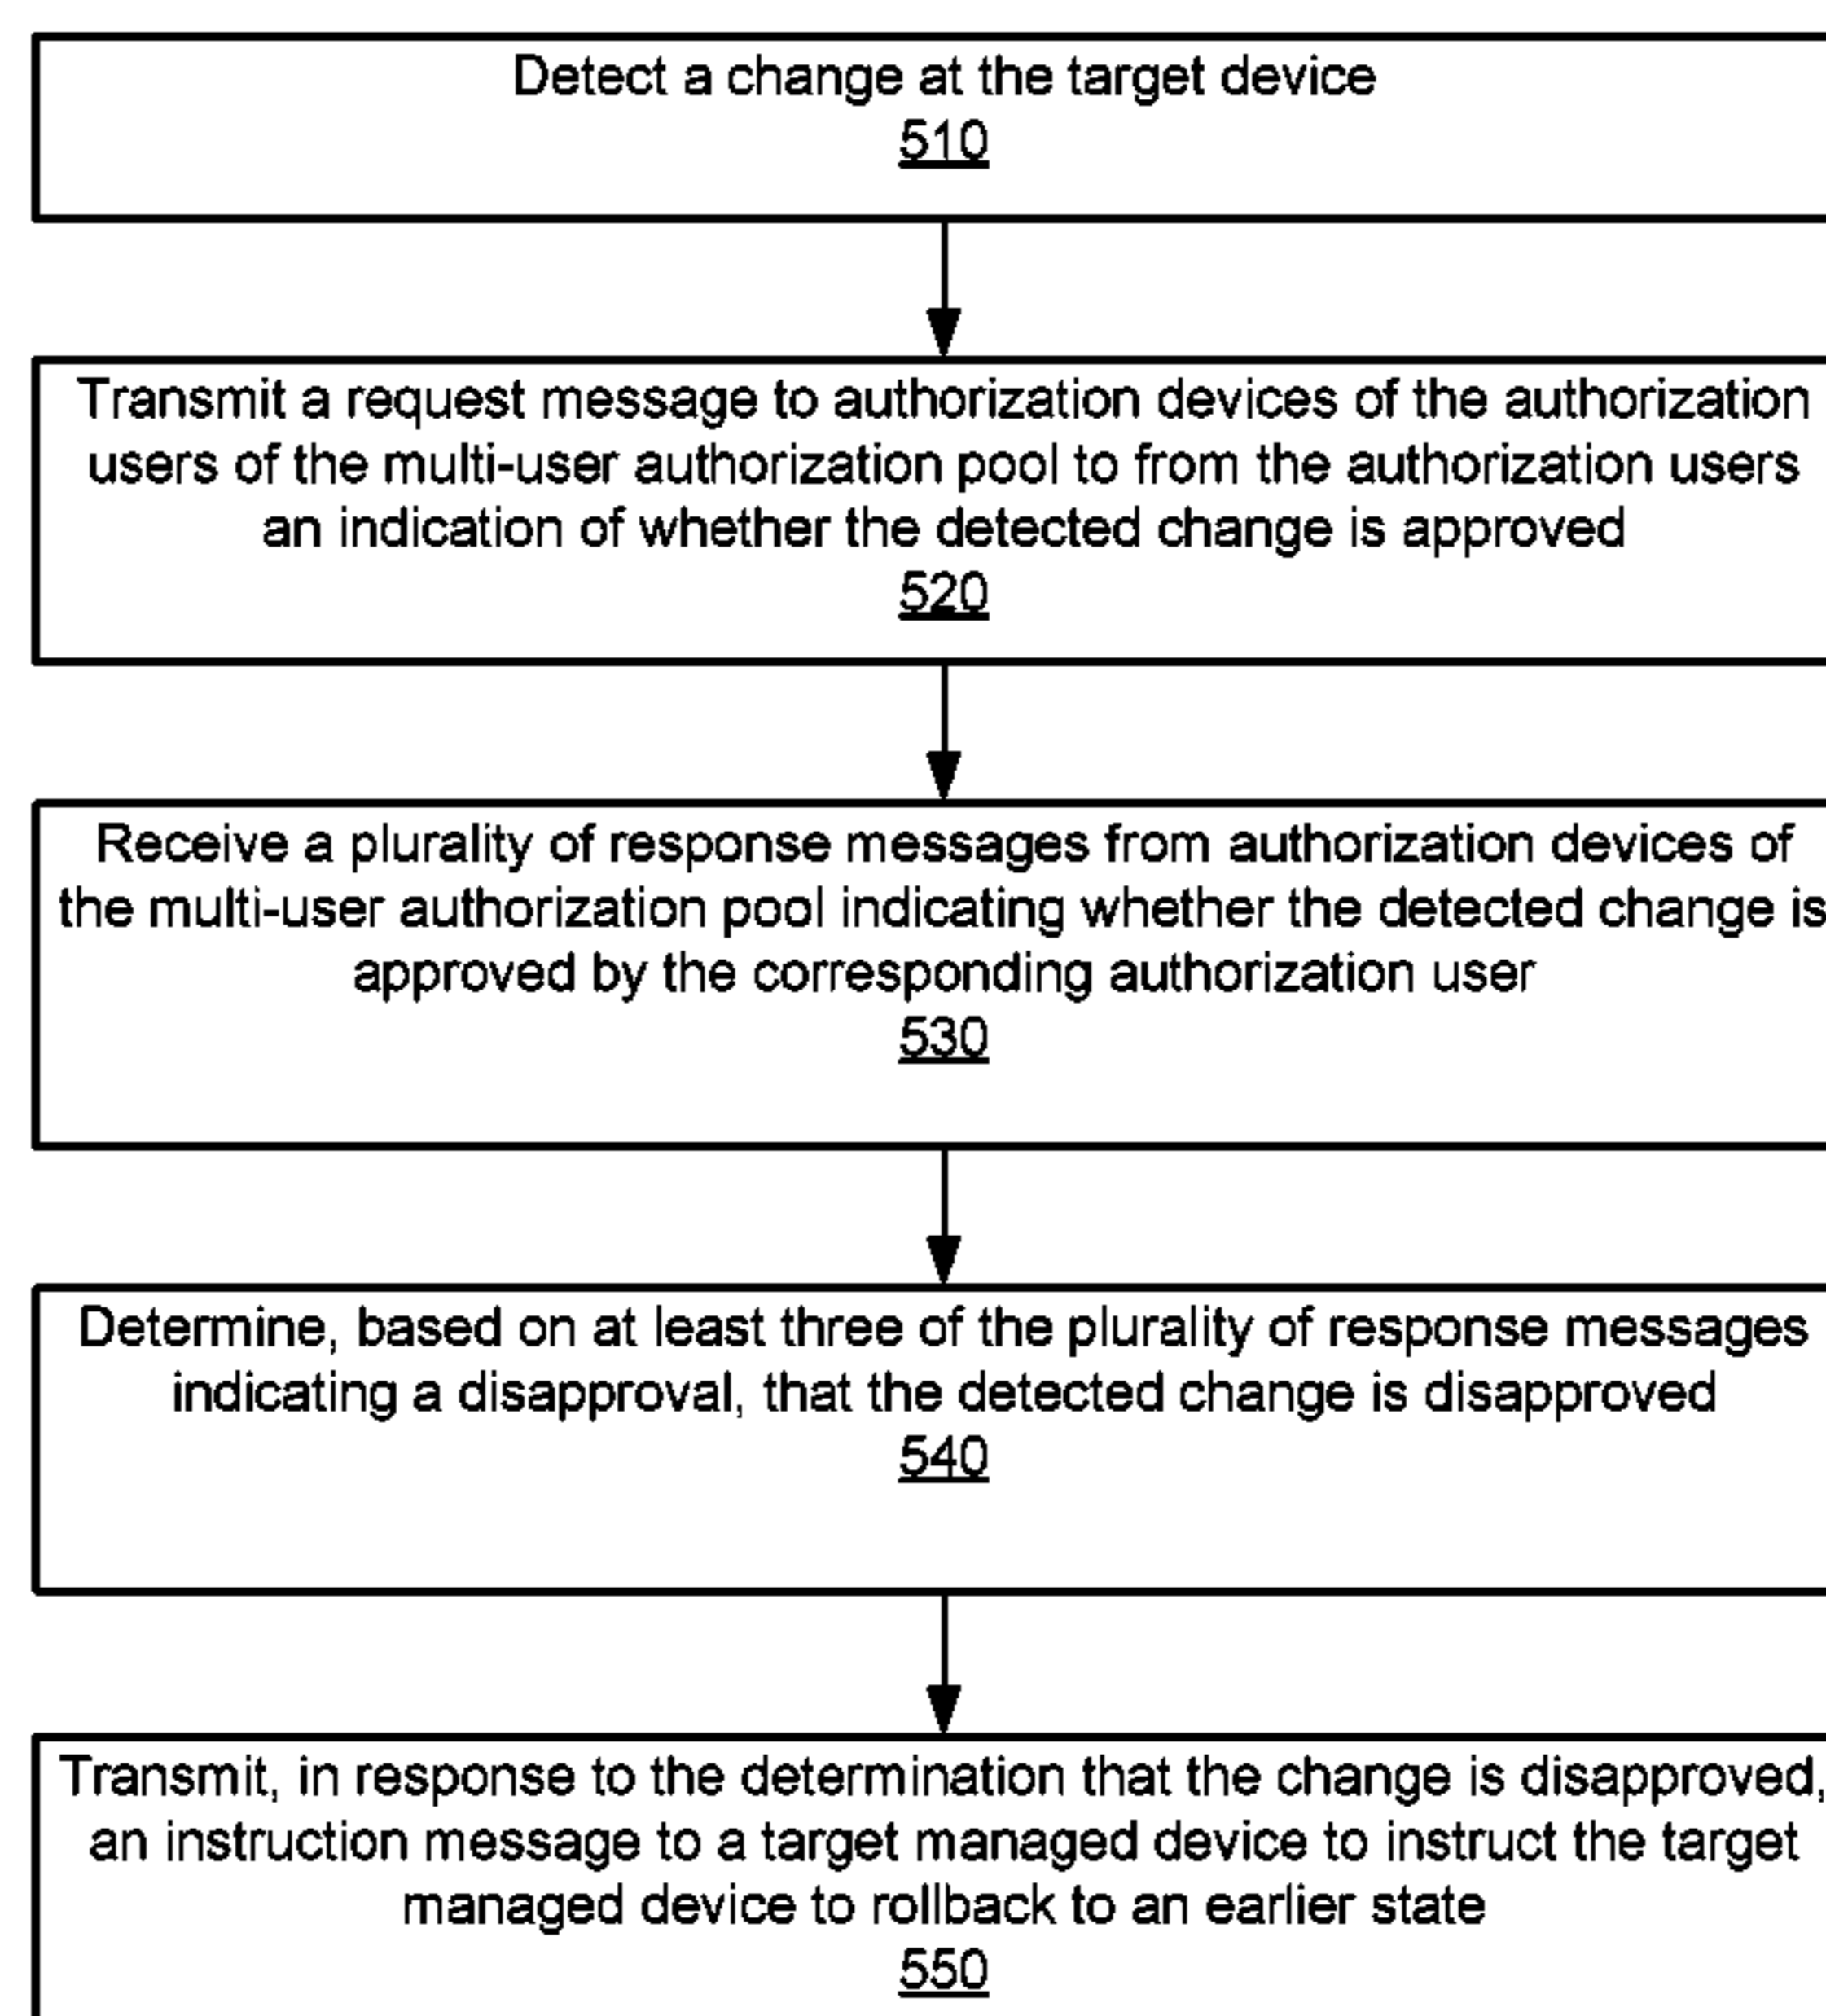 Detect a change at the target device
510
Transmit a request message to authorization devices of the authorization
users of the multi-user authorization pool to from the authorization users
an indication of whether the detected change is approved
520
Receive a plurality of response messages from authorization devices of
the multi-user authorization pool indicating whether the detected change is
approved by the corresponding authorization user
530
Determine, based on at least three of the plurality of response messages
indicating a disapproval, that the detected change is disapproved
540
Transmit, in response to the determination that the change is disapproved,
an instruction message to a target managed device to instruct the target
managed device to rollback to an earlier state
550